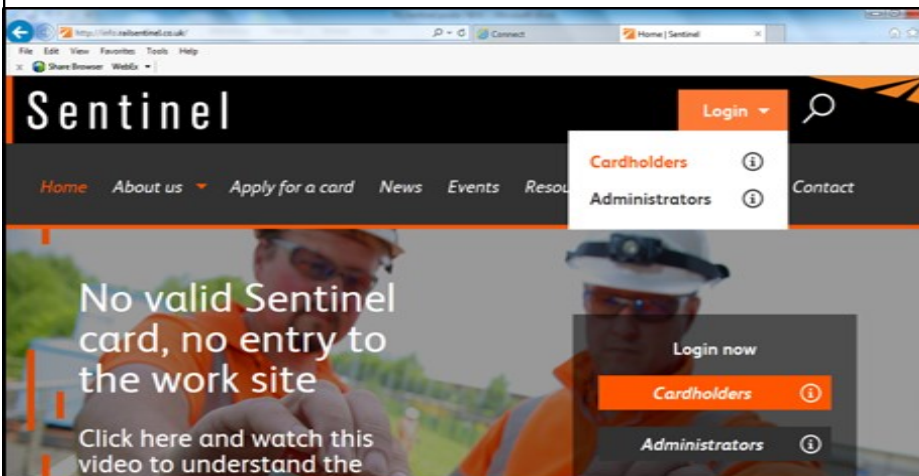 http://info.railsentinel.co.uk/
Connect
Home | Sentinel
File Edit View Favorites Tools Help
Share Browser WebEx
Sentinel
Login
Cardholders
Administrators
Home About us Apply for a card News Events Resou Contact
No valid Sentinel
card, no entry to
the work site
Click here and watch this
video to understand the
Login now
Cardholders
Administrators